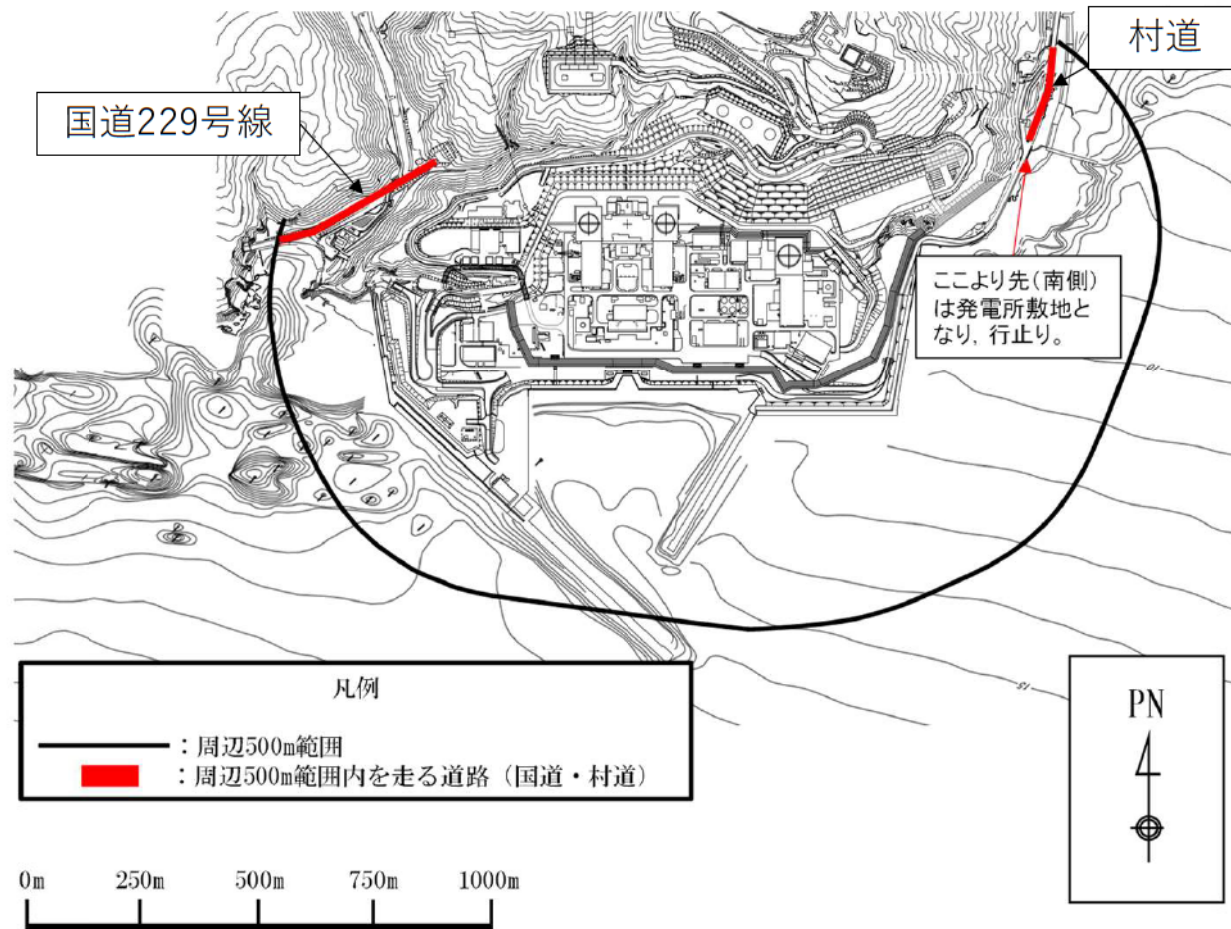 村道
国道229号線
ここより先(南側)
は発電所敷地と
なり，行止り。
-10
-15
凡例
：周辺500m範囲
：周辺500m範囲内を走る道路（国道・村道）
PN
0m 250m 500m 750m 1000m